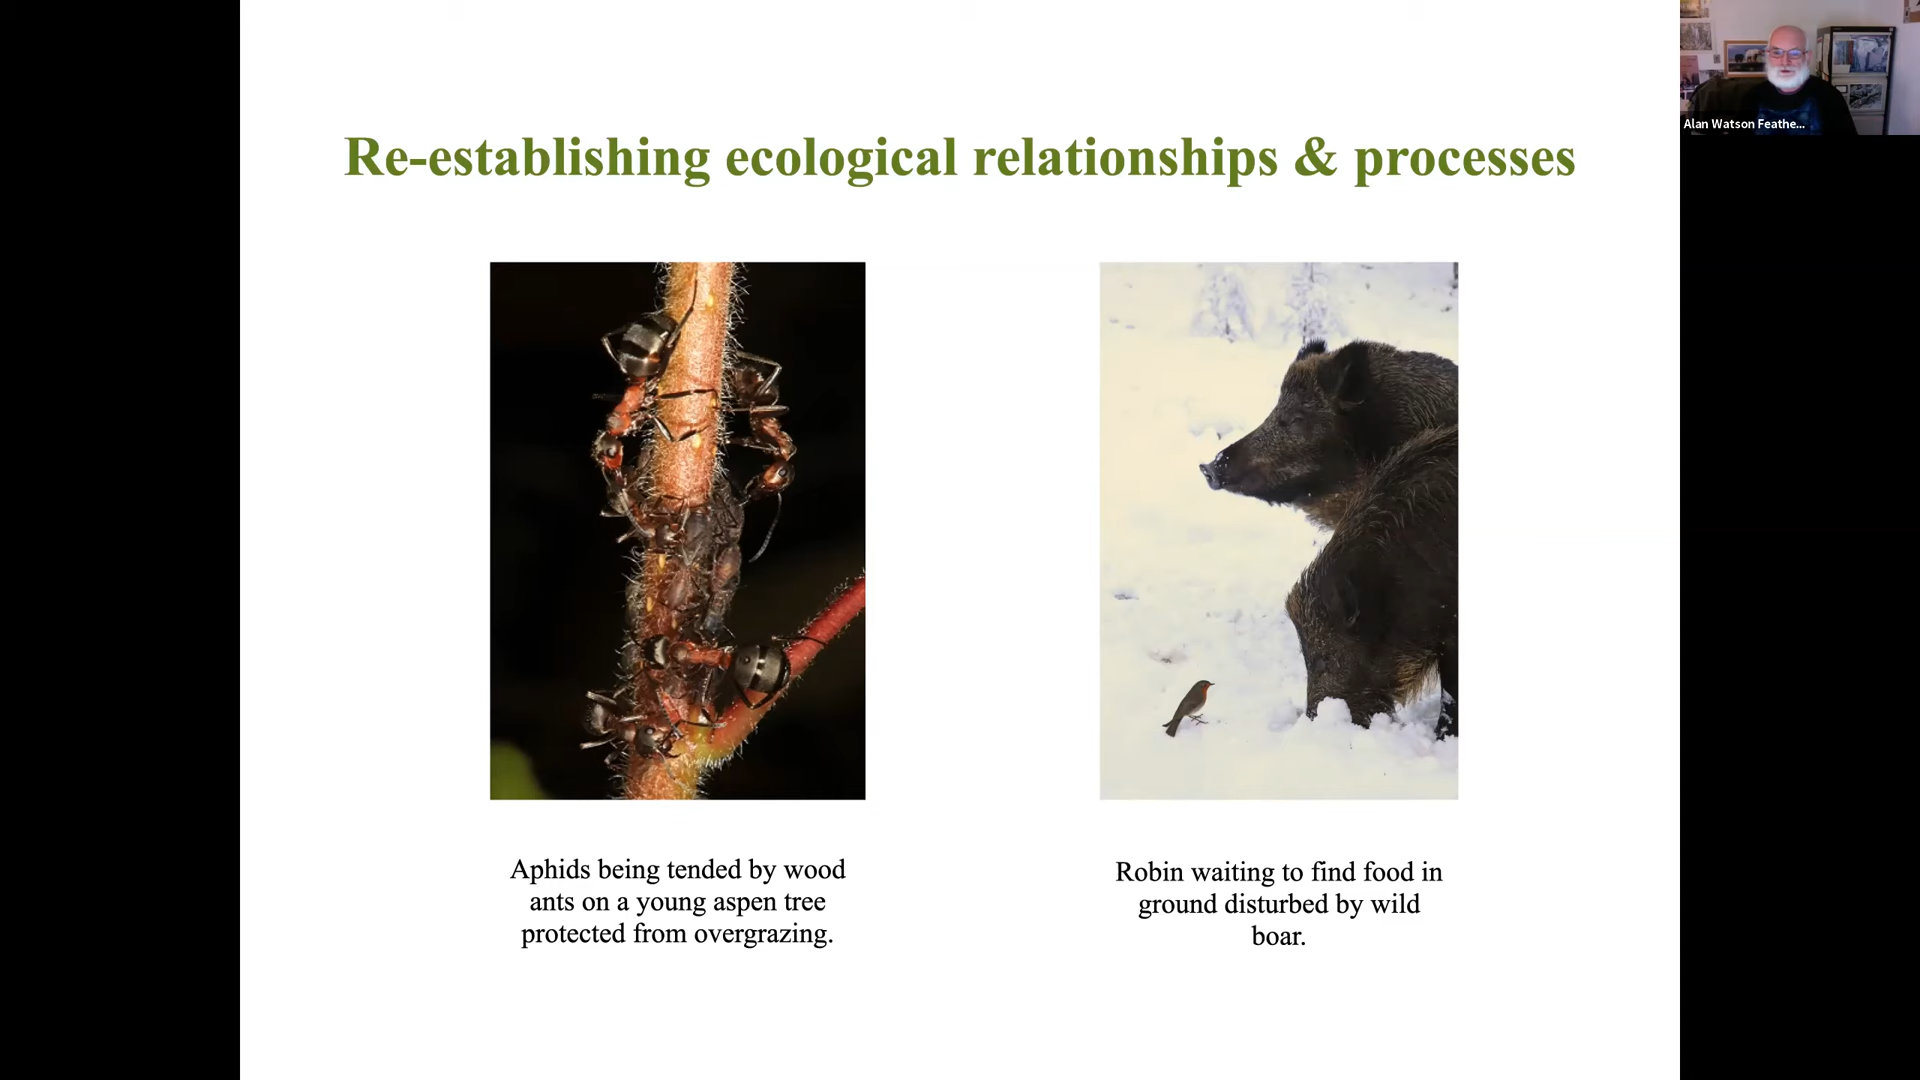 Alan Watson Feathe...
Re-establishing ecological relationships & processes
Aphids being tended by wood
ants on a young aspen tree
protected from overgrazing.
Robin waiting to find food in
ground disturbed by wild
boar.